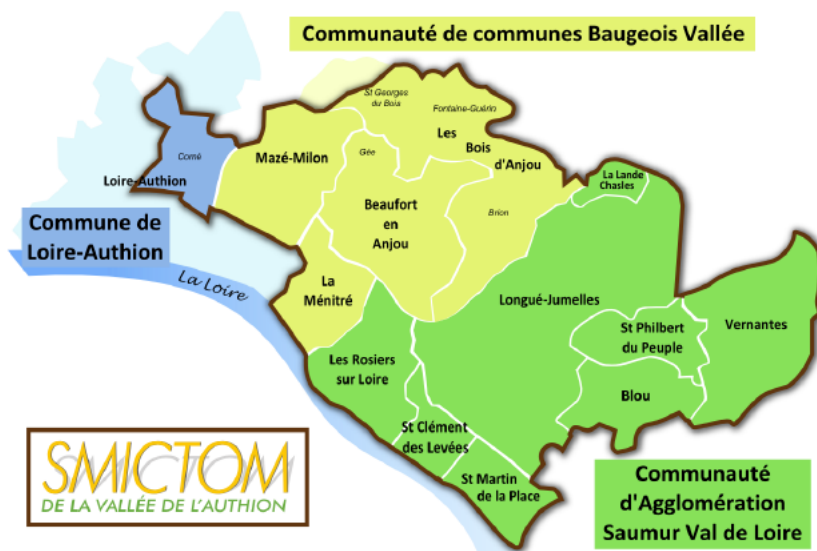 Communauté de communes Baugeois Vallée
St Georges
du Bois
Fontaine-Guérin
Les
Bois
d'Anjou
Corné
Loire-Authion
Mazé-Milon
Gée
Beaufort
en
Anjou
Brion
La Lande
Chasles
Commune de
Loire-Authion
La Loire
La
Ménitré
Longué-Jumelles
St Philbert
du Peuple
Vernantes
Les Rosiers
sur Loire
Blou
St Clément
des Levées
St Martin
de la Place
SMICTOM
DE LA VALLÉE DE L'AUTHION
Communauté
d'Agglomération
Saumur Val de Loire